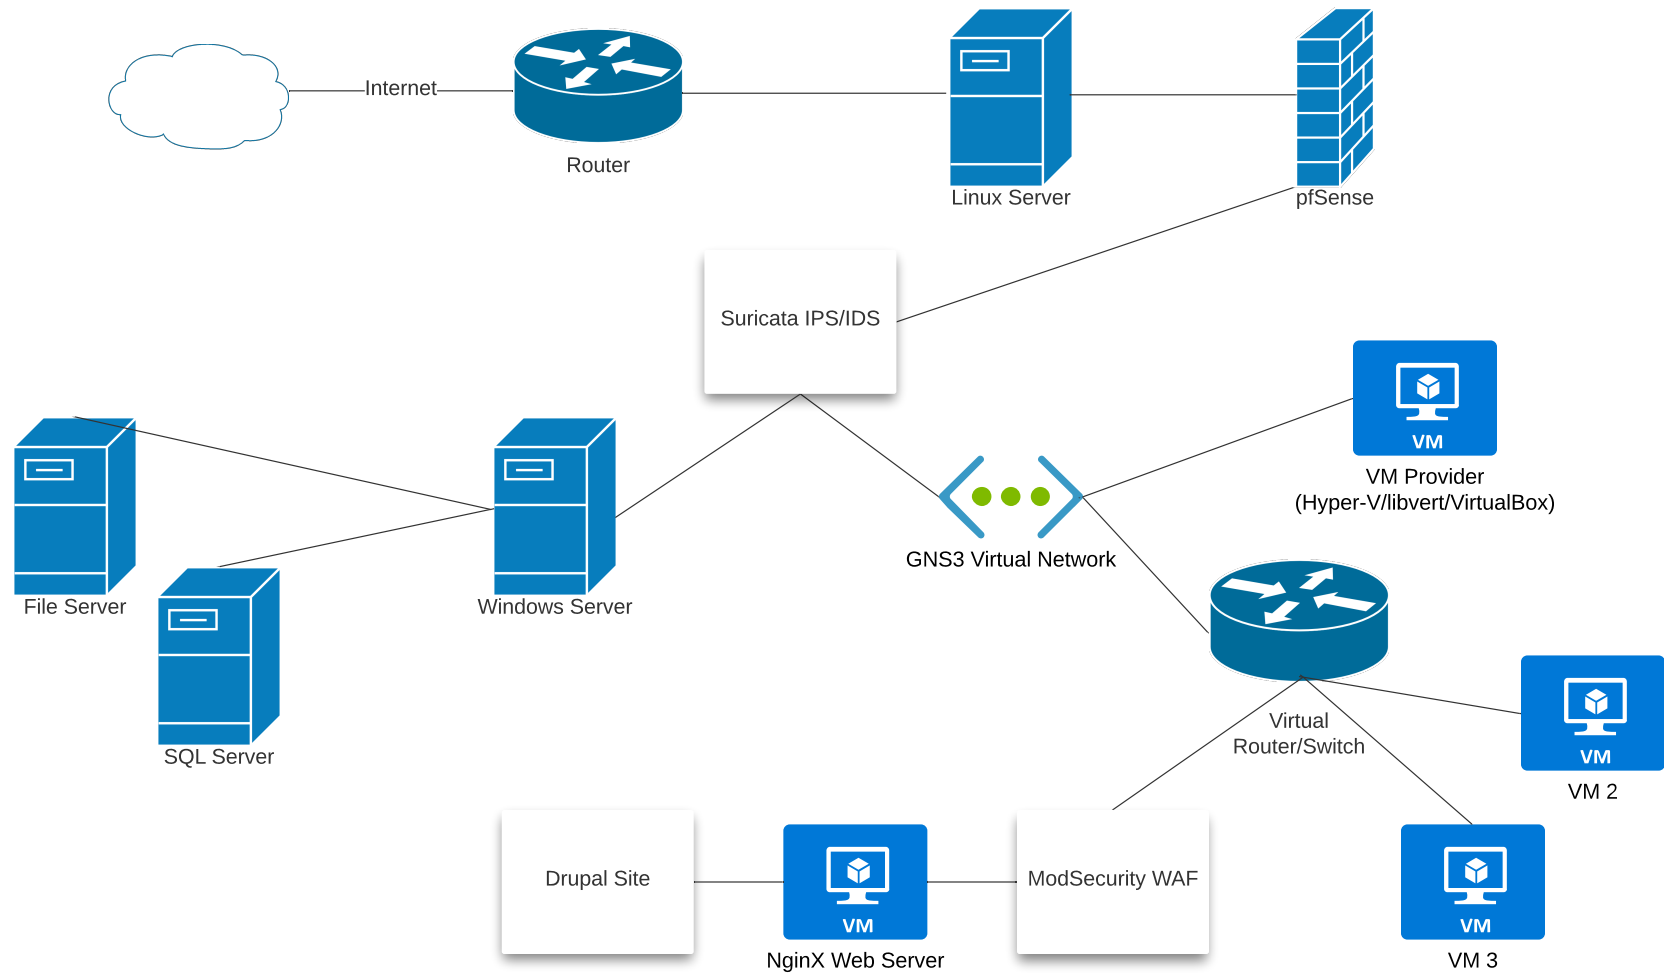 Internet
Router
Linux Server
pfSense
Suricata IPS/IDS
VM
VM Provider
(Hyper-V/libvert/VirtualBox)
GNS3 Virtual Network
File Server
Windows Server
SQL Server
Virtual
Router/Switch
VM
VM 2
Drupal Site
VM
NginX Web Server
ModSecurity WAF
VM
VM 3